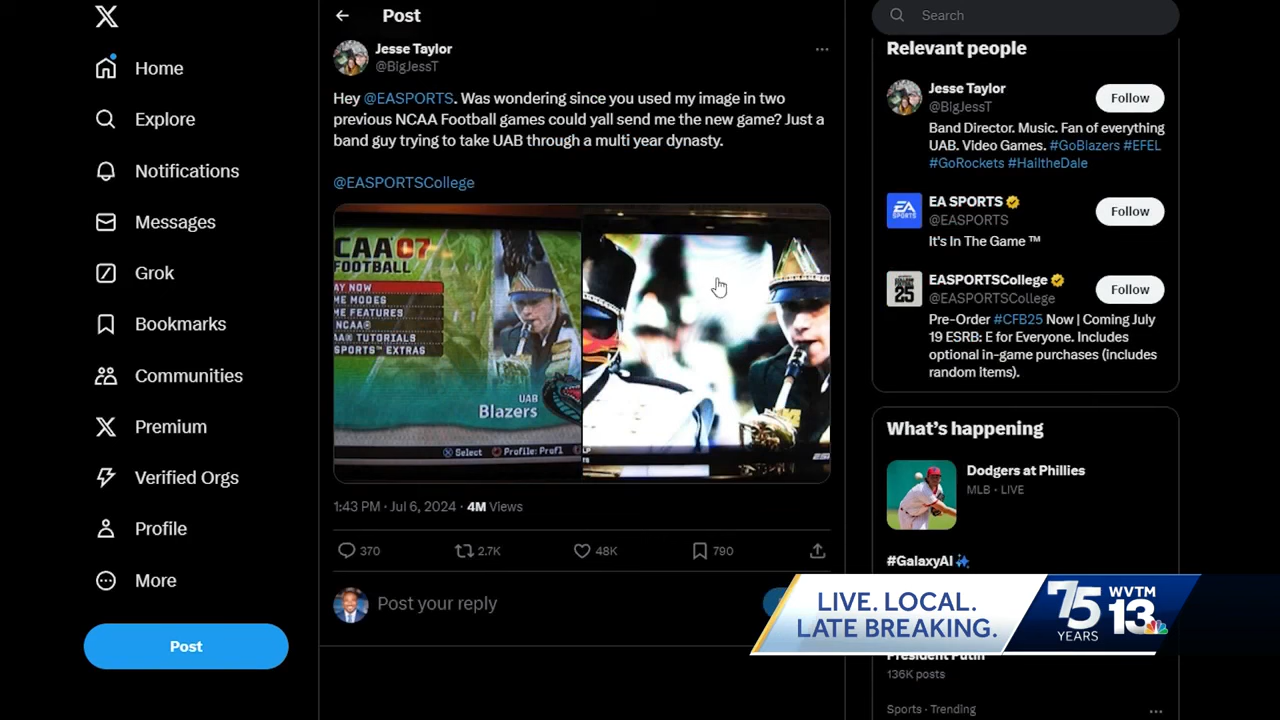 X
Home
Explore
Notifications
Messages
Grok
Bookmarks
Communities
Premium
Verified Orgs
Profile
More
Post
Post
Jesse Taylor
@BigJessT
Hey @EASPORTS. Was wondering since you used my image in two
previous NCAA Football games could yall send me the new game? Just a
band guy trying to take UAB through a multi year dynasty.
@EASPORTSCollege
CAA 07
FOOTBALL
AY NOW
ME MODES
ME FEATURES
NCAA®
A® TUTORIALS
SPORTS™ EXTRAS
UAB
Blazers
Select
Profile: Prof1
1:43 PM · Jul 6, 2024 · 4M Views
370
2.7K
48K
790
Post your reply
Search
Relevant people
Jesse Taylor
@BigJessT
Follow
Band Director. Music. Fan of everything
UAB. Video Games. #GoBlazers #EFEL
#GoRockets #HailtheDale
EA SPORTS
@EASPORTS
Follow
It's In The Game ™
EA
SPORTS
EASPORTSCollege
@EASPORTSCollege
Follow
25
Pre-Order #CFB25 Now | Coming July
19 ESRB: E for Everyone. Includes
optional in-game purchases (includes
random Items).
What's happening
Dodgers at Phillies
MLB · LIVE
#GalaxyAI
President Putin
136K posts
Sports · Trending
LIVE. LOCAL.
LATE BREAKING.
75
YEARS
WVTM
13